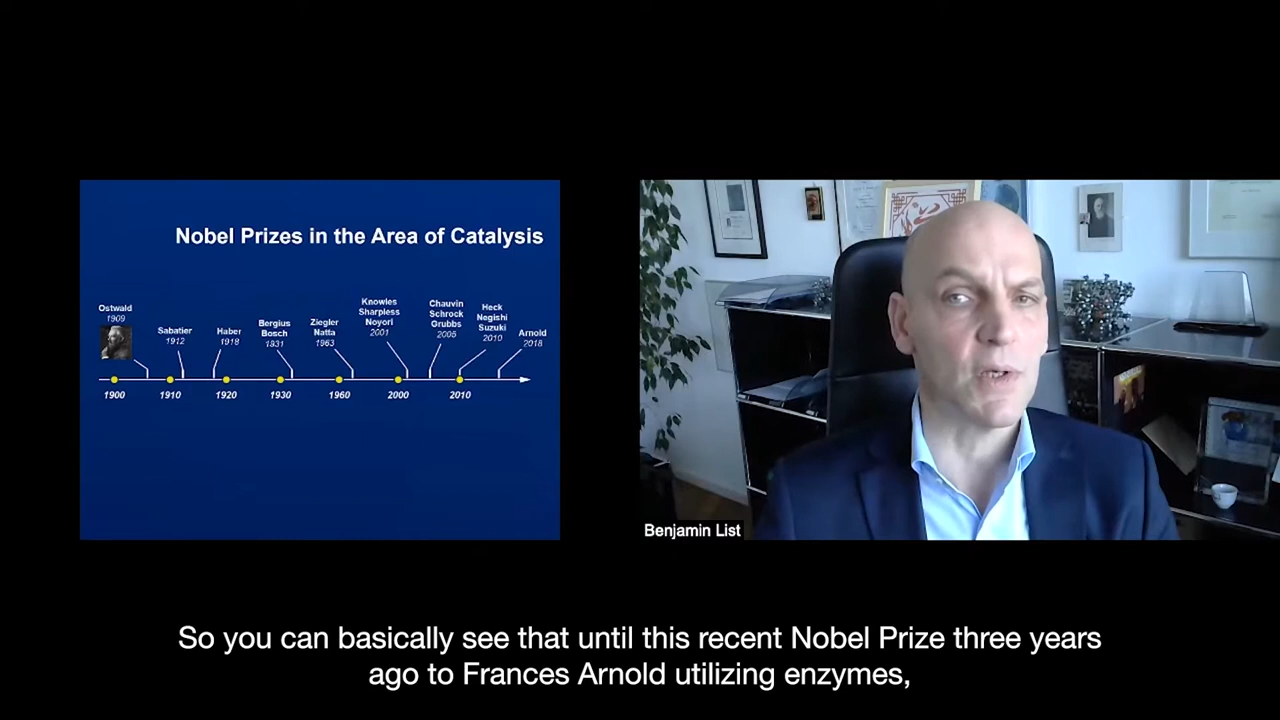 Nobel Prizes in the Area of Catalysis
Ostwald
1909
Sabatier
1912
Haber
1918
Bergius
Bosch
1931
Ziegler
Natta
1963
Knowles
Sharpless
Noyori
2001
Chauvin
Schrock
Grubbs
2005
Heck
Negishi
Suzuki
2010
Arnold
2018
1900
1910
1920
1930
1960
2000
2010
Benjamin List
So you can basically see that until this recent Nobel Prize three years
ago to Frances Arnold utilizing enzymes,